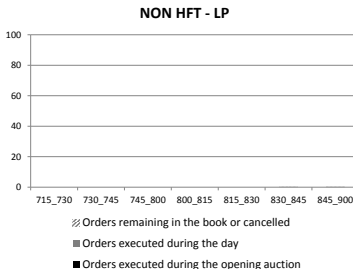 NON HFT - LP
100
80
60
40
20
0
715_730 730_745 745_800 800_815 815_830 830_845 845_900
Orders remaining in the book or cancelled
Orders executed during the day
Orders executed during the opening auction